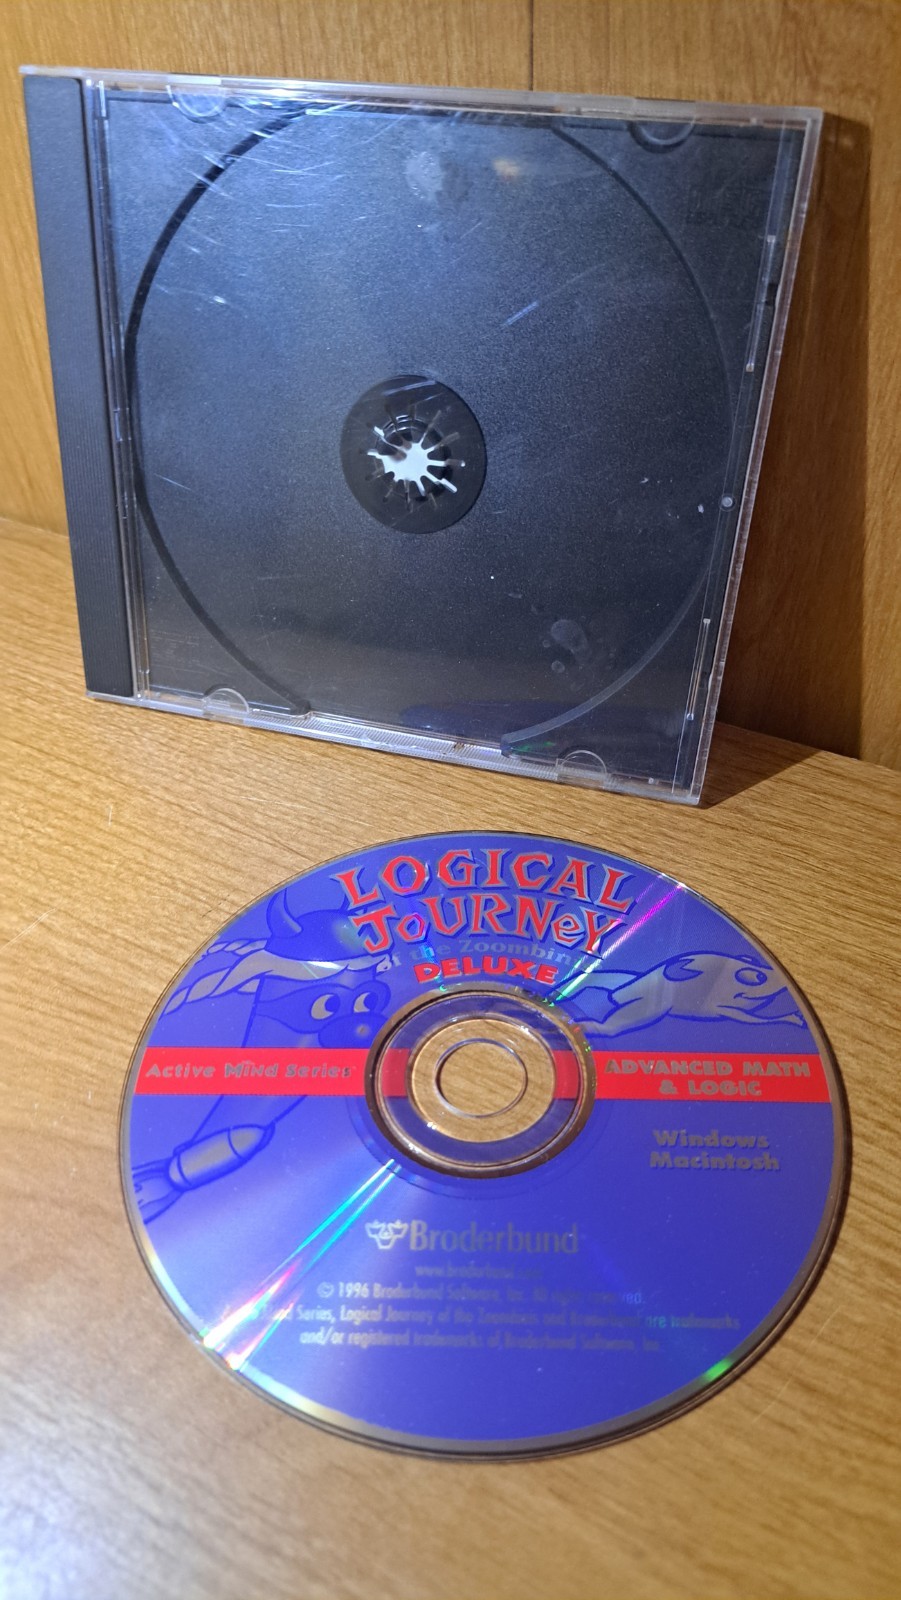 LOGICAL
JOURNEY
of the Zoombinis
DELUXE
Active Mind Series™
ADVANCED MATH
& LOGIC
Windows
Macintosh
Broderbund
www.broderbund.com
© 1996 Broderbund Software, Inc. All rights reserved.
Mind Series, Logical Journey of the Zoombinis and Broderbund are trademarks
and/or registered trademarks of Broderbund Software, Inc.